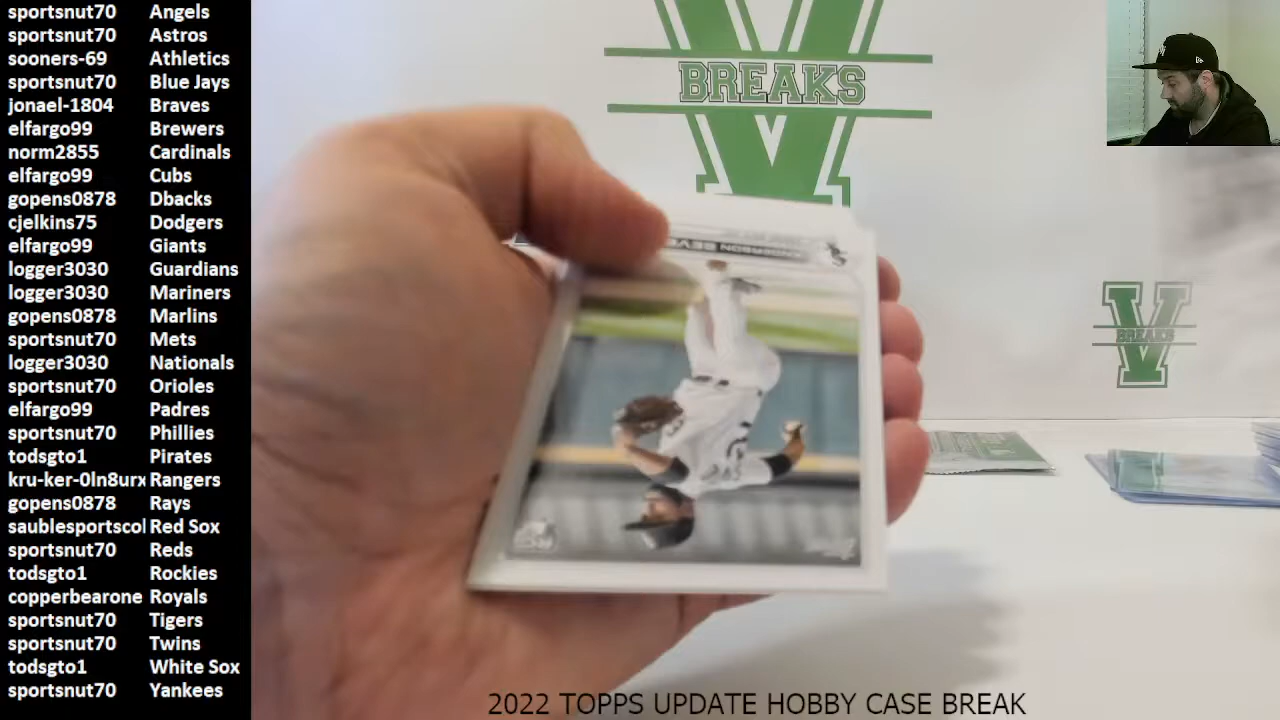 sportsnut70 Angels
sportsnut70 Astros
sooners-69 Athletics
sportsnut70 Blue Jays
jonael-1804 Braves
elfargo99 Brewers
norm2855 Cardinals
elfargo99 Cubs
gopens0878 Dbacks
cjelkins75 Dodgers
elfargo99 Giants
logger3030 Guardians
logger3030 Mariners
gopens0878 Marlins
sportsnut70 Mets
logger3030 Nationals
sportsnut70 Orioles
elfargo99 Padres
sportsnut70 Phillies
todsgto1 Pirates
kru-ker-0ln8urx Rangers
gopens0878 Rays
saublesportscol Red Sox
sportsnut70 Reds
todsgto1 Rockies
copperbearone Royals
sportsnut70 Tigers
sportsnut70 Twins
todsgto1 White Sox
sportsnut70 Yankees
V
BREAKS
V
BREAKS
2022 TOPPS UPDATE HOBBY CASE BREAK